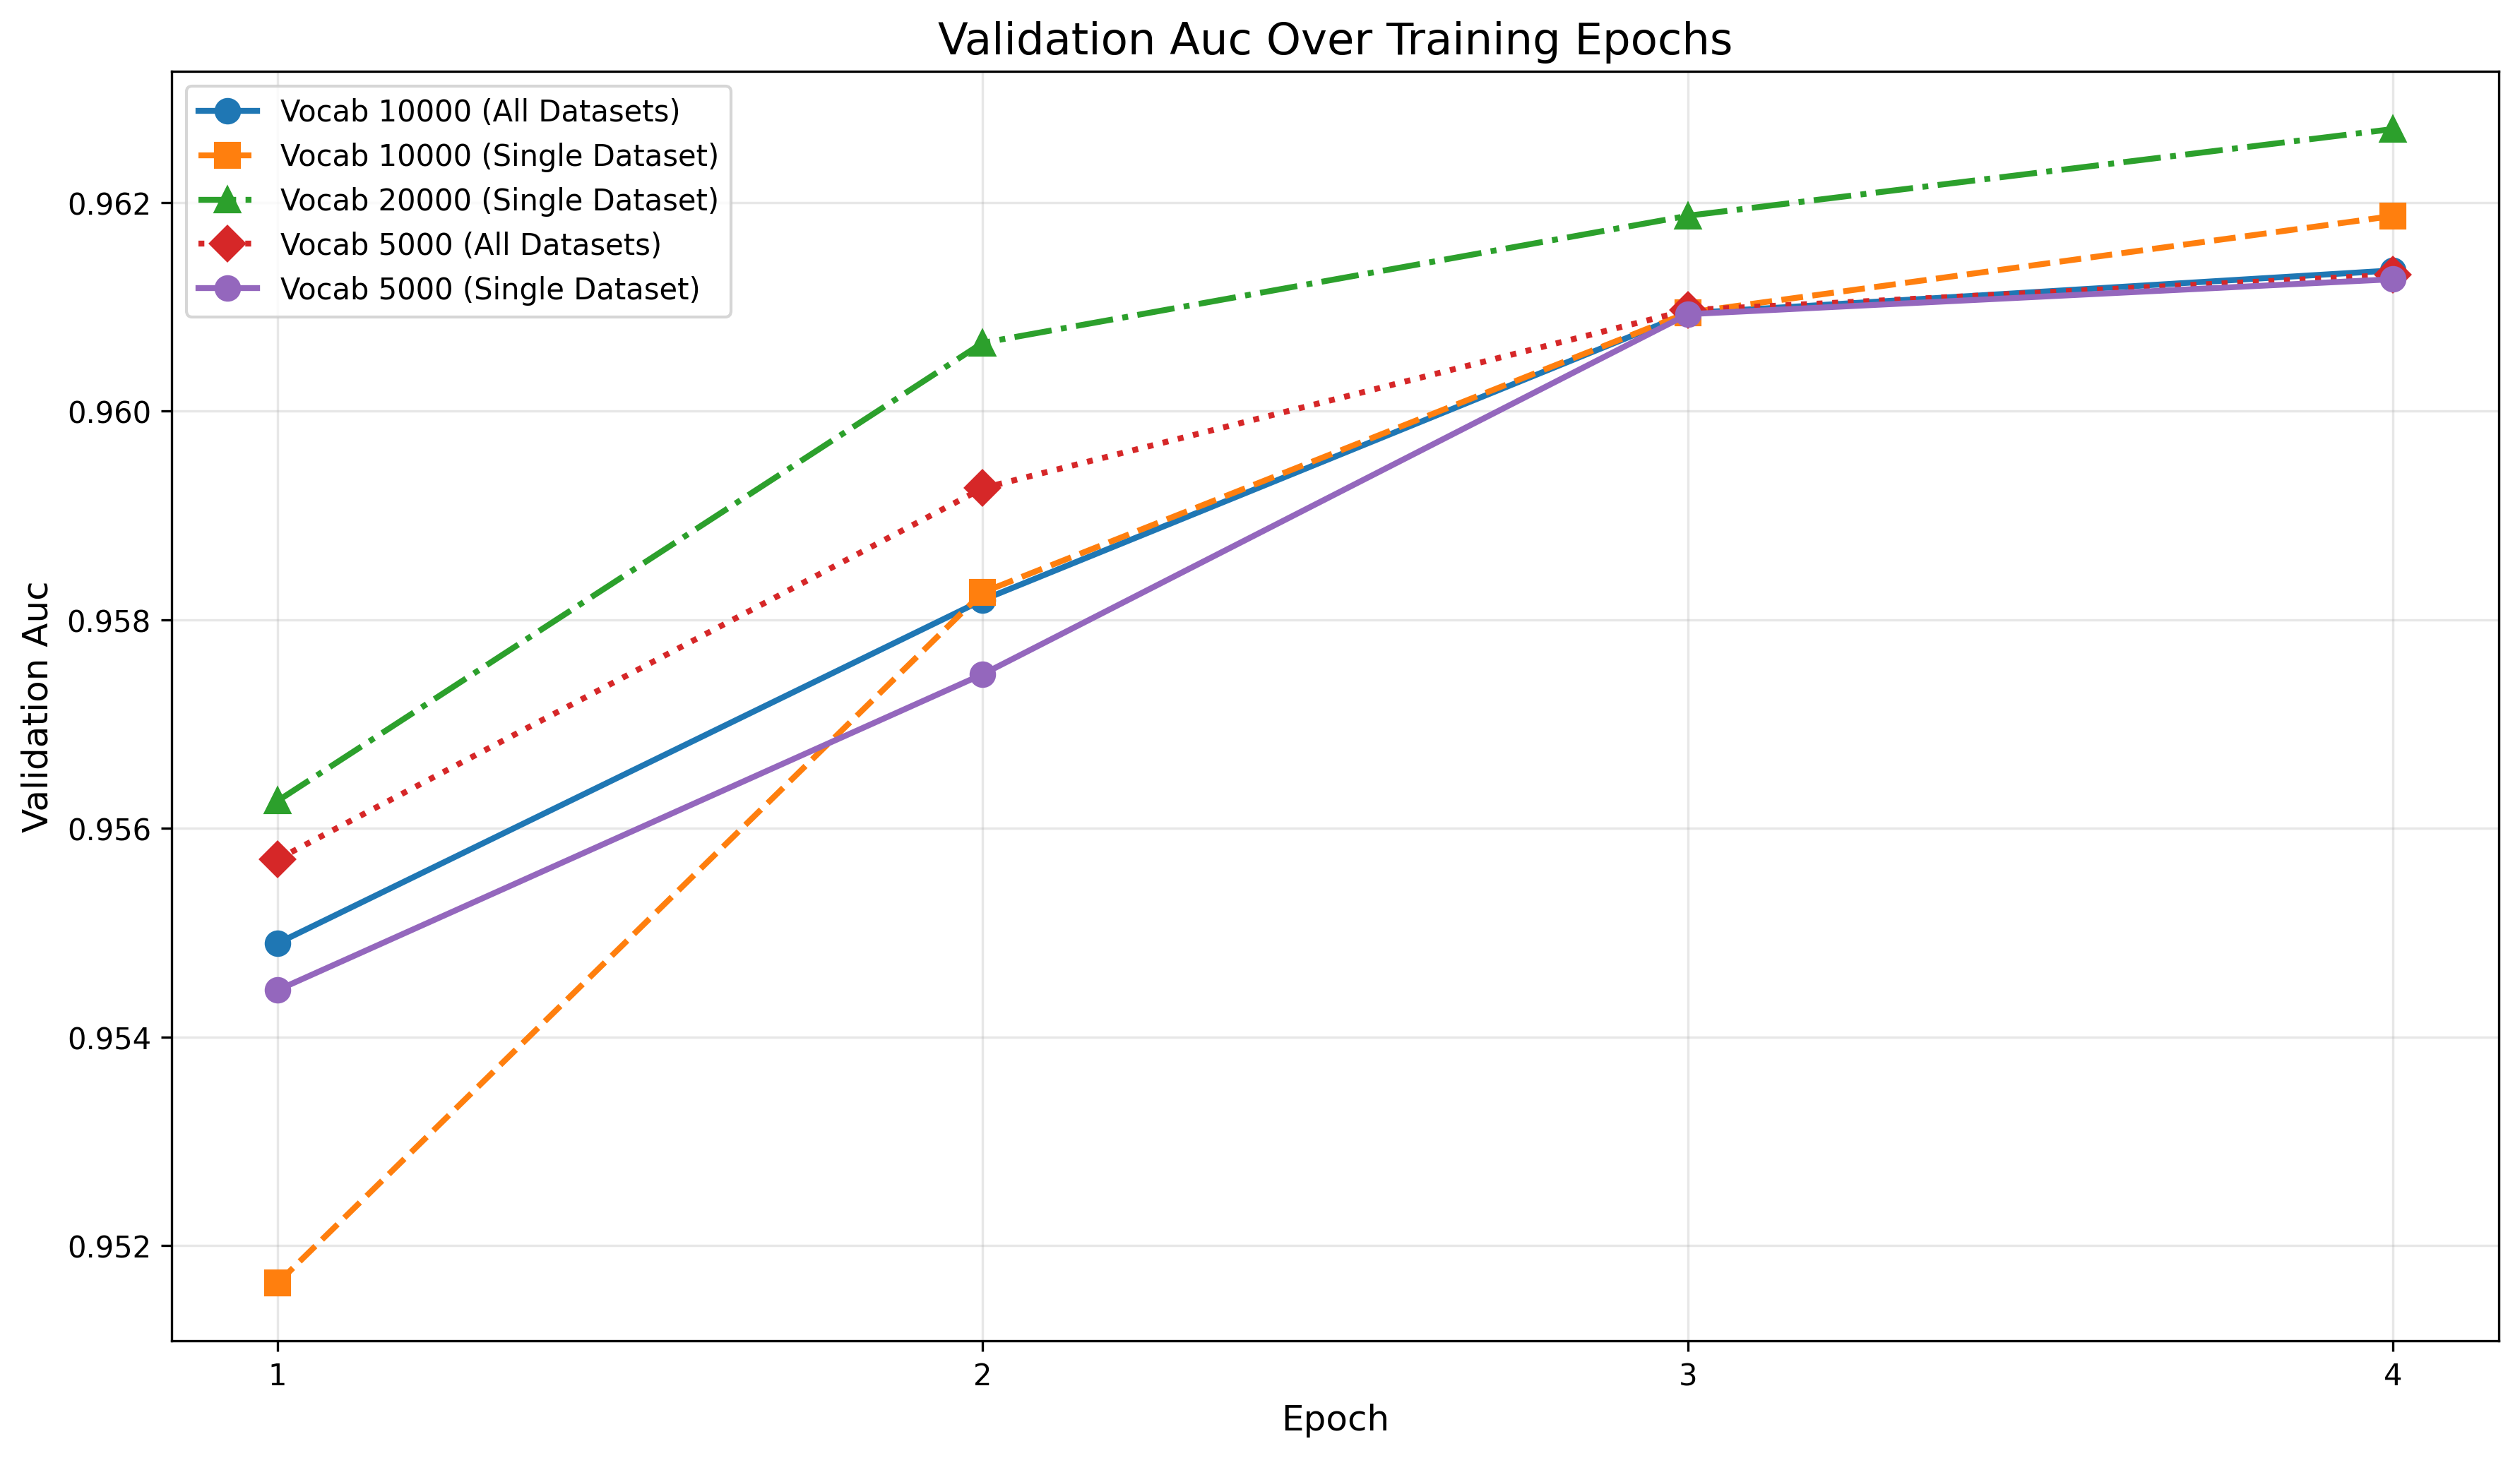 Validation Auc Over Training Epochs
Vocab 10000 (All Datasets)
Vocab 10000 (Single Dataset)
Vocab 20000 (Single Dataset)
Vocab 5000 (All Datasets)
Vocab 5000 (Single Dataset)
Validation Auc
0.962
0.960
0.958
0.956
0.954
0.952
1 2 3 4
Epoch